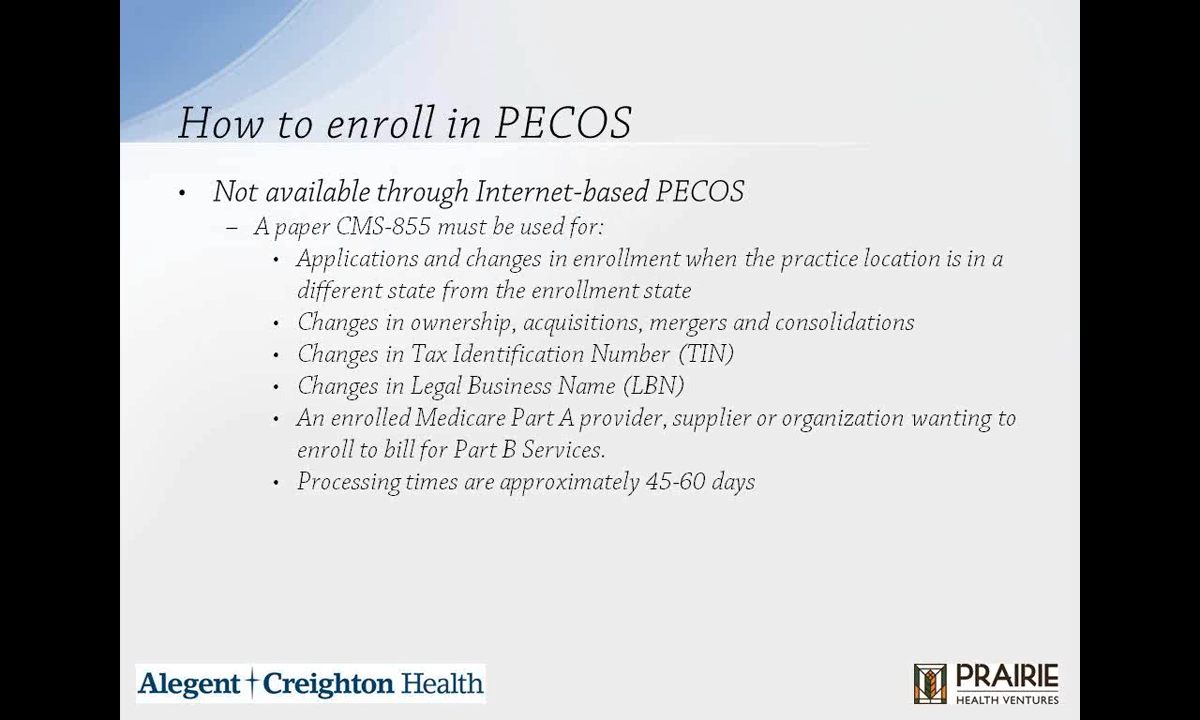 How to enroll in PECOS
• Not available through Internet-based PECOS
– A paper CMS-855 must be used for:
• Applications and changes in enrollment when the practice location is in a
different state from the enrollment state
• Changes in ownership, acquisitions, mergers and consolidations
• Changes in Tax Identification Number (TIN)
• Changes in Legal Business Name (LBN)
• An enrolled Medicare Part A provider, supplier or organization wanting to
enroll to bill for Part B Services.
• Processing times are approximately 45-60 days
Alegent Creighton Health
PRAIRIE
HEALTH VENTURES